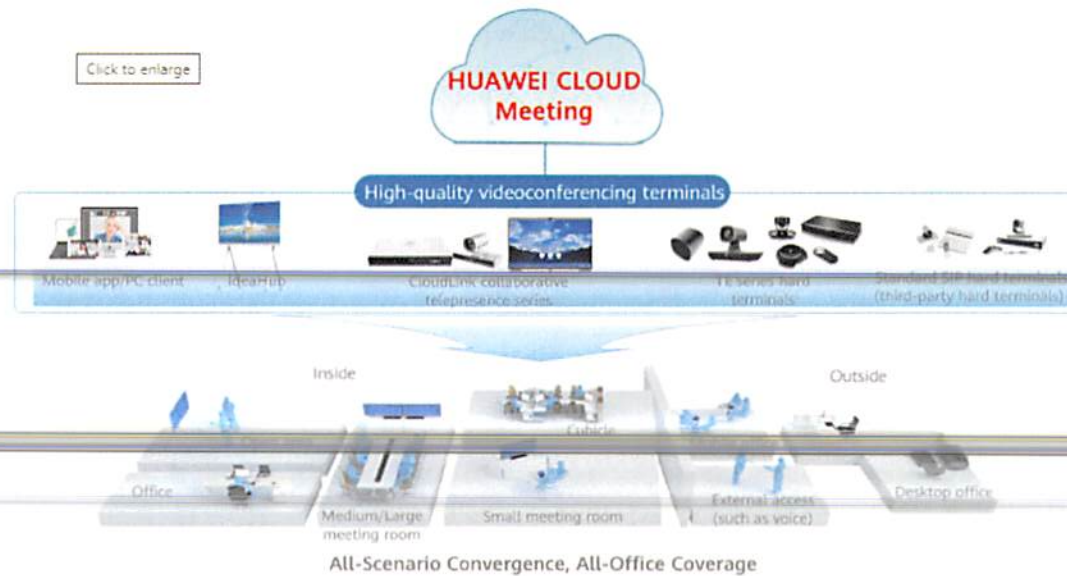 Click to enlarge
HUAWEI CLOUD
Meeting
High-quality videoconferencing terminals
Mobile app/PC client
IdeaHub
CloudLink collaborative
telepresence series
TE series hard
terminals
Standard SIP hard terminals
(third-party hard terminals)
Inside
Outside
Cubicle
Office
Medium/Large
meeting room
Small meeting room
External access
(such as voice)
Desktop office
All-Scenario Convergence, All-Office Coverage